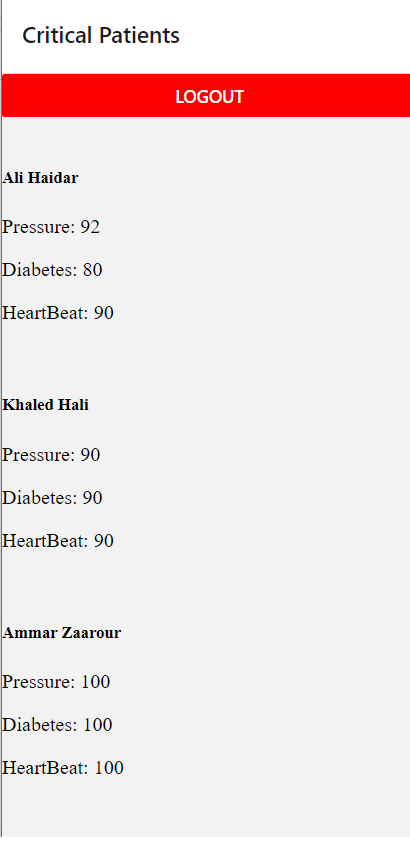 Critical Patients
LOGOUT
Ali Haidar
Pressure: 92
Diabetes: 80
HeartBeat: 90
Khaled Hali
Pressure: 90
Diabetes: 90
HeartBeat: 90
Ammar Zaarour
Pressure: 100
Diabetes: 100
HeartBeat: 100